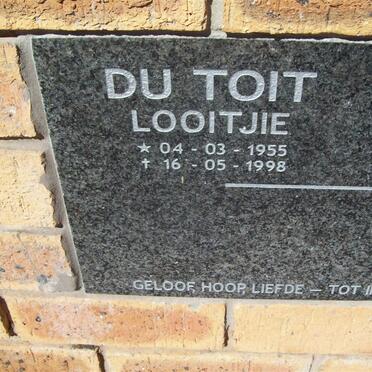 DU TOIT
LOOITJIE
★ 04 - 03 - 1955
✝ 16 - 05 - 1998
GELOOF HOOP LIEFDE — TOT